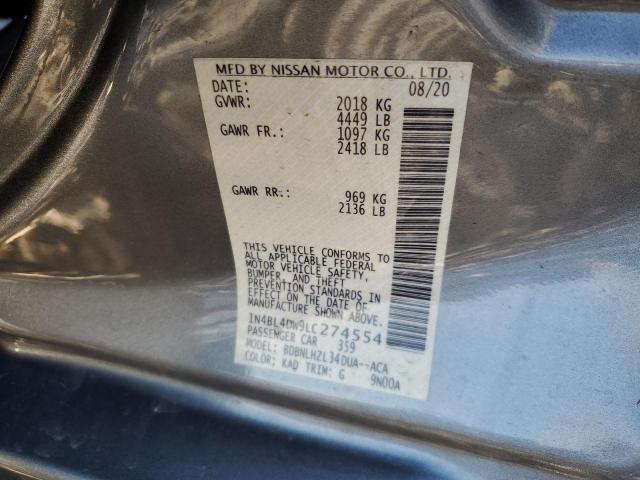 MFD BY NISSAN MOTOR CO., LTD.
DATE: 08/20
GVWR: 2018 KG
4449 LB
GAWR FR.: 1097 KG
2418 LB
GAWR RR.: 969 KG
2136 LB
THIS VEHICLE CONFORMS TO
ALL APPLICABLE FEDERAL
MOTOR VEHICLE SAFETY,
BUMPER, AND THEFT
PREVENTION STANDARDS IN
EFFECT ON THE DATE OF
MANUFACTURE SHOWN ABOVE.
1N4BL4DW9LC274554
PASSENGER CAR 359
MODEL: BDBNLH2L34DUA--ACA
COLOR: KAD TRIM: G 9N00A